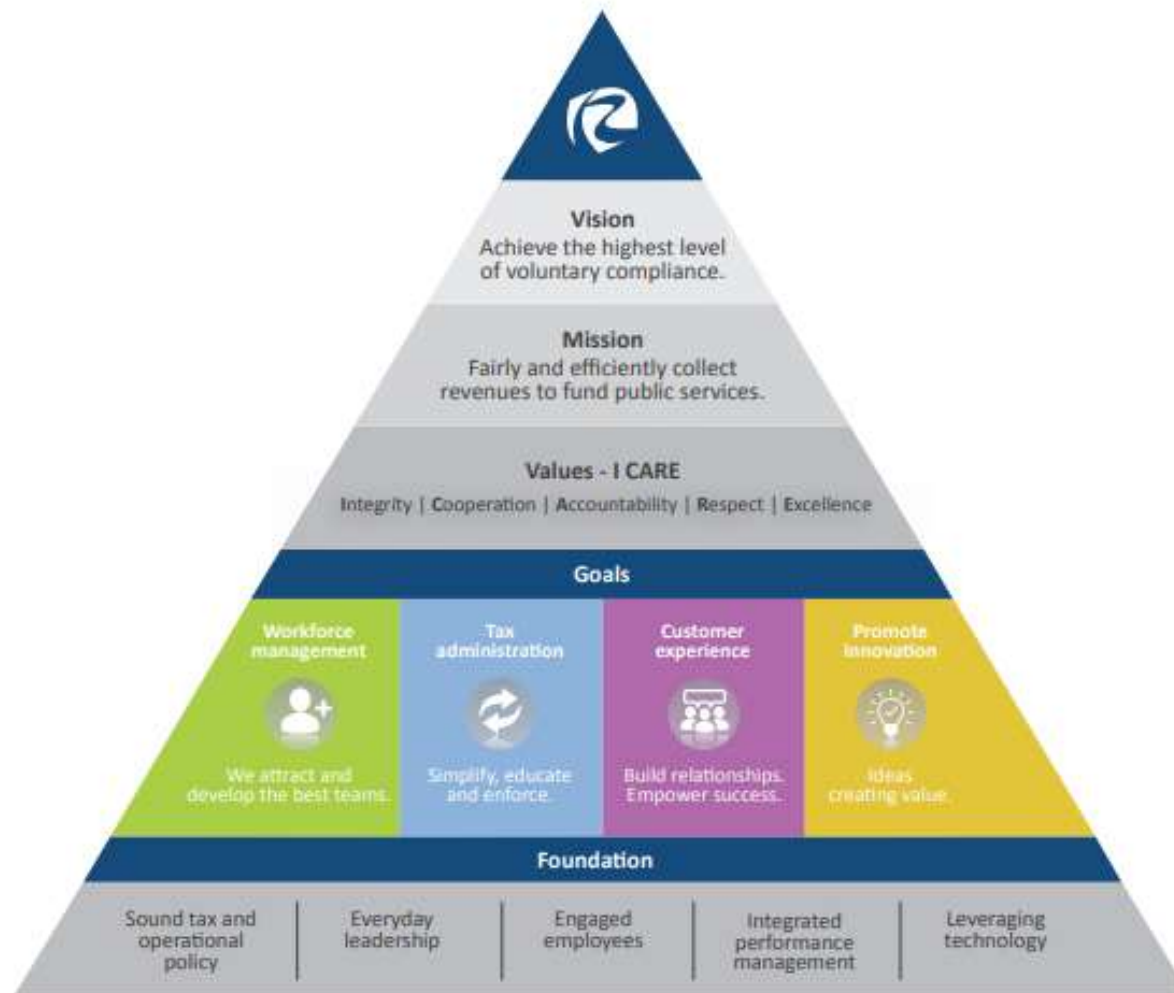 Vision
Achieve the highest level
of voluntary compliance.
Mission
Fairly and efficiently collect
revenues to fund public services.
Values - I CARE
Integrity | Cooperation | Accountability | Respect | Excellence
Goals
Workforce
management
We attract and
develop the best teams.
Tax
administration
Simplify, educate
and enforce.
Customer
experience
Build relationships.
Empower success.
Promote
innovation
Ideas
creating value.
Foundation
Sound tax and
operational
policy
Everyday
leadership
Engaged
employees
Integrated
performance
management
Leveraging
technology